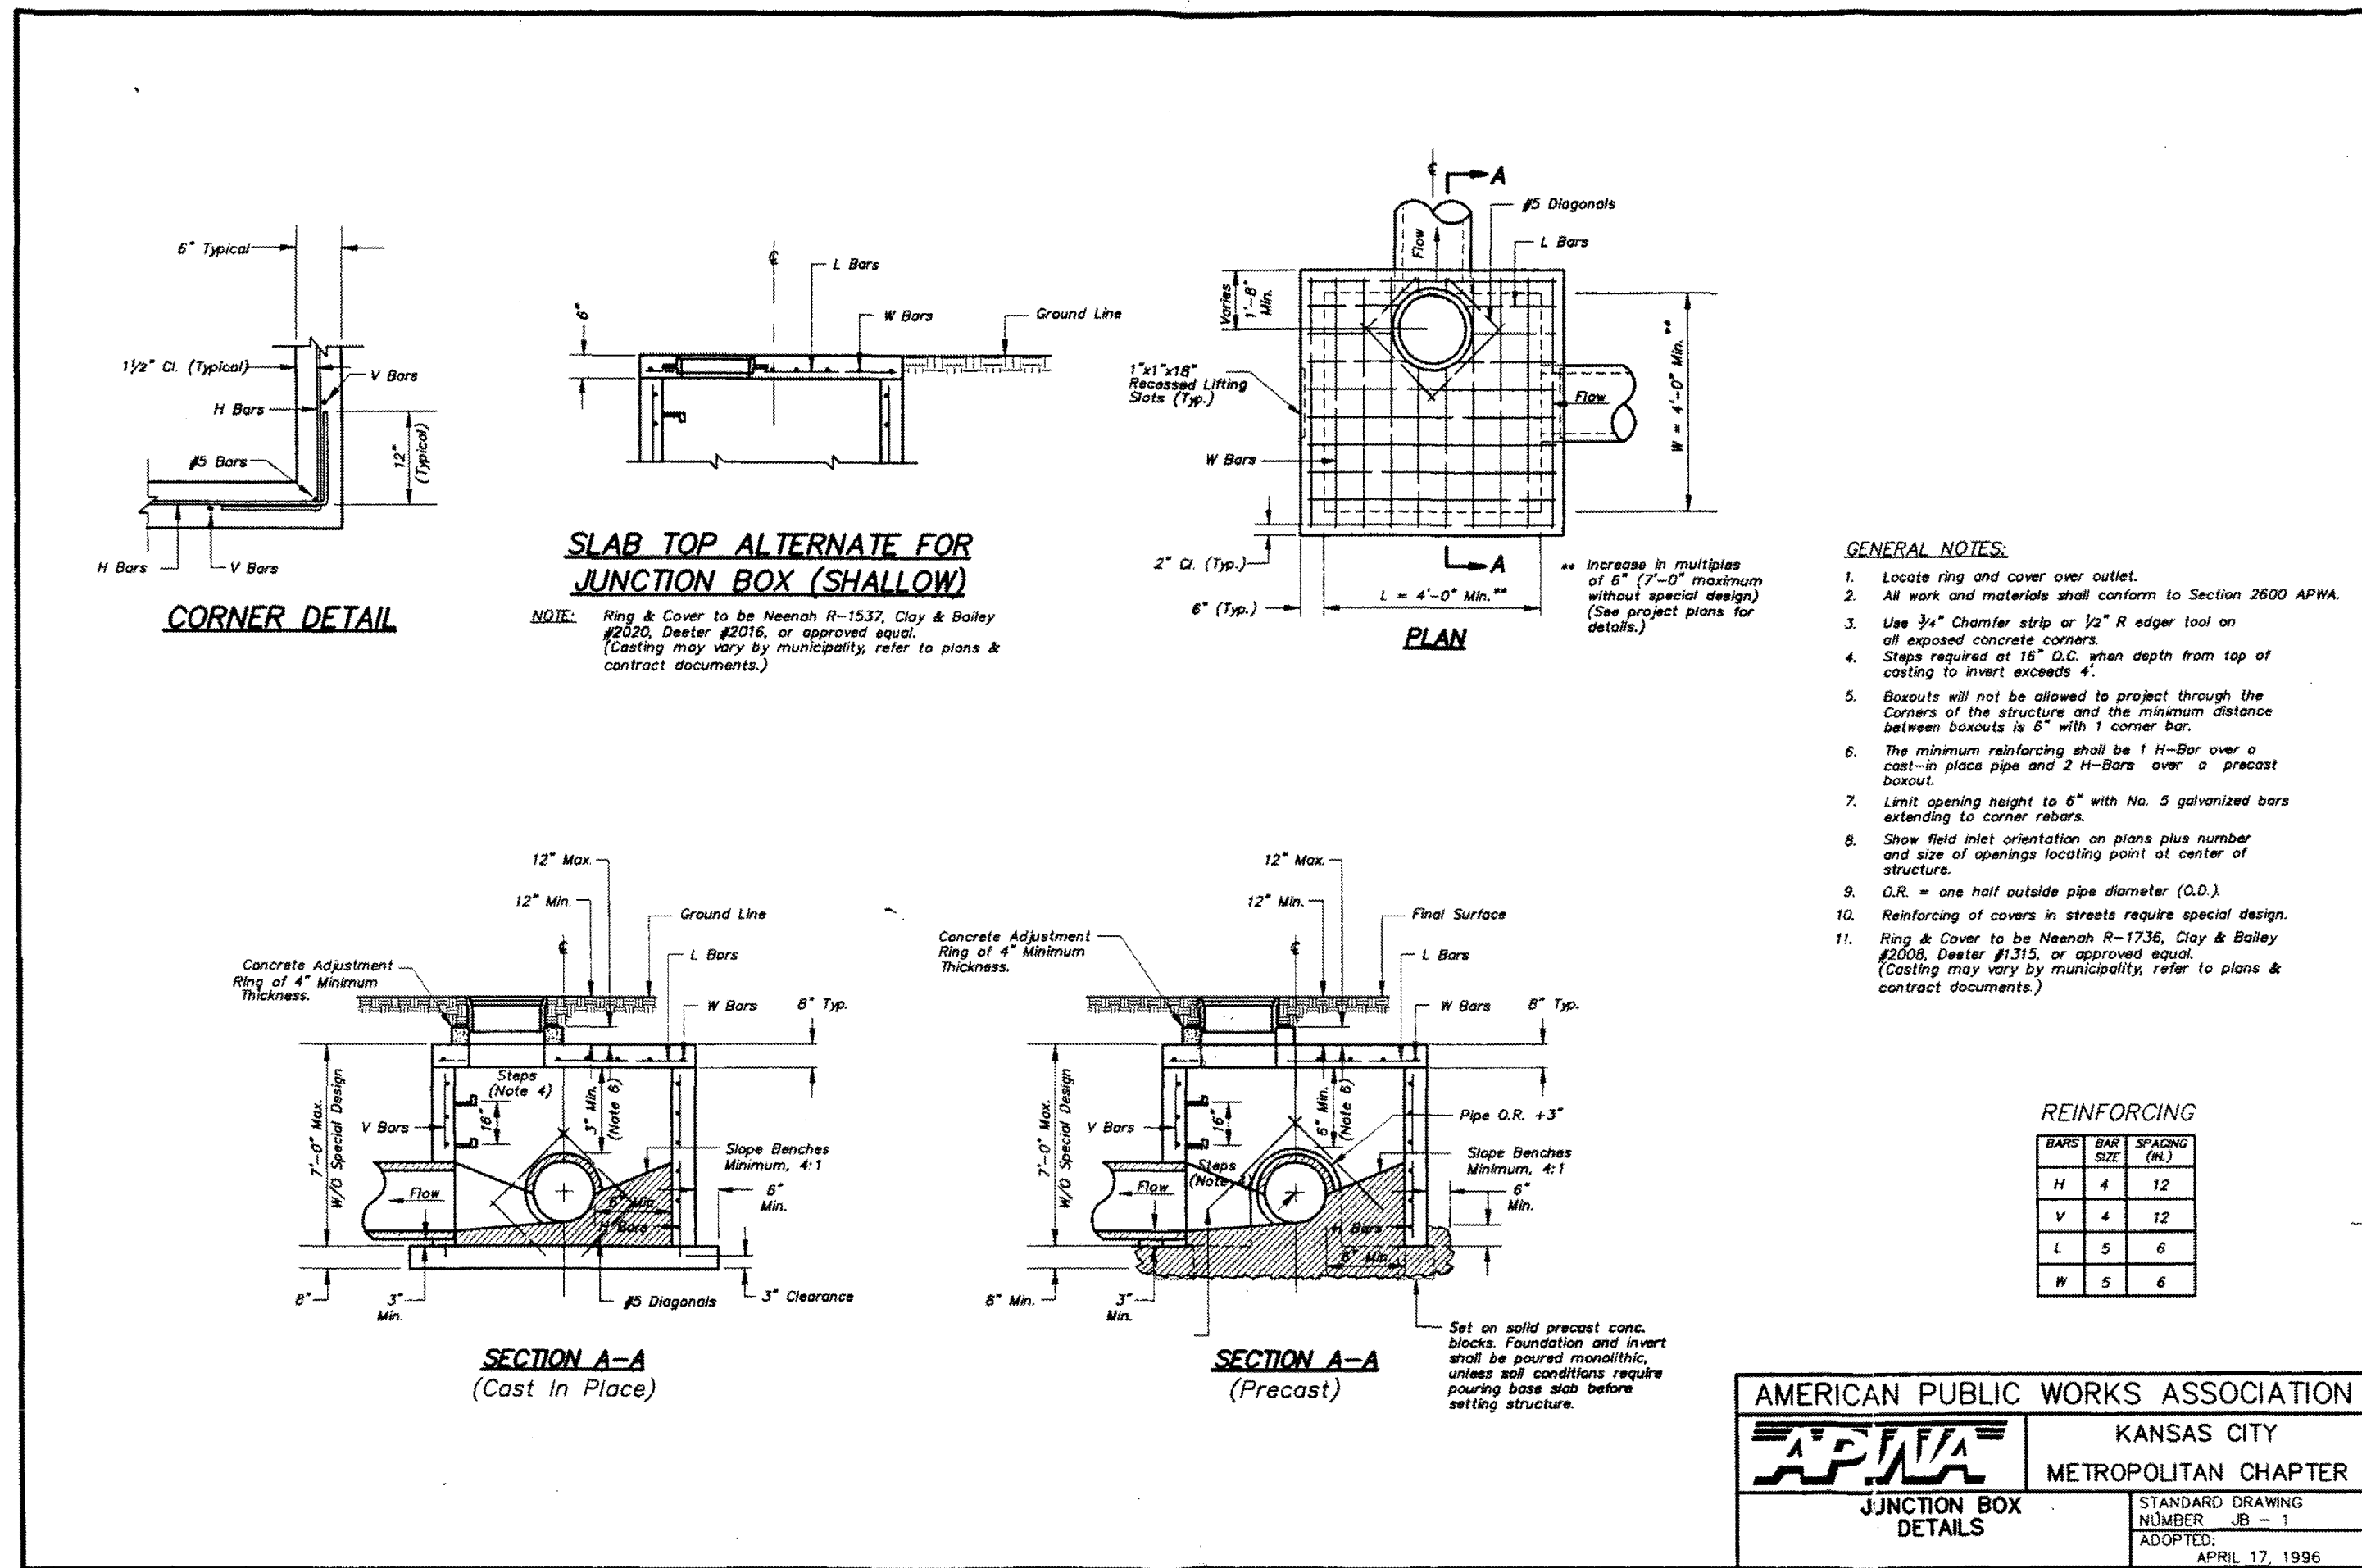 6" Typical
1½" Cl. (Typical)
V Bars
H Bars
12"
(Typical)
#5 Bars
H Bars
V Bars
CORNER DETAIL
℄
L Bars
6"
W Bars
Ground Line
SLAB TOP ALTERNATE FOR
JUNCTION BOX (SHALLOW)
NOTE: Ring & Cover to be Neenah R-1537, Clay & Bailey
#2020, Deeter #2016, or approved equal.
(Casting may vary by municipality, refer to plans &
contract documents.)
℄
A
#5 Diagonals
L Bars
Flow
Varies
1'-8"
Min.
1"x1"x18"
Recessed Lifting
Slots (Typ.)
Flow
W = 4'-0" Min.**
W Bars
2" Cl. (Typ.)
A
6" (Typ.)
L = 4'-0" Min.**
PLAN
** Increase in multiples
of 6" (7'-0" maximum
without special design)
(See project plans for
details.)
GENERAL NOTES:
1. Locate ring and cover over outlet.
2. All work and materials shall conform to Section 2600 APWA.
3. Use ¾" Chamfer strip or ½" R edger tool on
all exposed concrete corners.
4. Steps required at 16" O.C. when depth from top of
casting to invert exceeds 4'.
5. Boxouts will not be allowed to project through the
Corners of the structure and the minimum distance
between boxouts is 6" with 1 corner bar.
6. The minimum reinforcing shall be 1 H-Bar over a
cast-in place pipe and 2 H-Bars over a precast
boxout.
7. Limit opening height to 6" with No. 5 galvanized bars
extending to corner rebars.
8. Show field inlet orientation on plans plus number
and size of openings locating point at center of
structure.
9. O.R. = one half outside pipe diameter (O.D.).
10. Reinforcing of covers in streets require special design.
11. Ring & Cover to be Neenah R-1736, Clay & Bailey
#2008, Deeter #1315, or approved equal.
(Casting may vary by municipality, refer to plans &
contract documents.)
12" Max.
12" Min.
Ground Line
℄
Concrete Adjustment
Ring of 4" Minimum
Thickness.
L Bars
W Bars
8" Typ.
7'-0" Max.
W/O Special Design
Steps
(Note 4)
16"
3" Min.
(Note 6)
V Bars
Slope Benches
Minimum, 4:1
Flow
6" Min.
H Bars
6"
Min.
8"
3"
Min.
#5 Diagonals
3" Clearance
SECTION A-A
(Cast In Place)
12" Max.
12" Min.
Final Surface
℄
Concrete Adjustment
Ring of 4" Minimum
Thickness.
L Bars
W Bars
8" Typ.
7'-0" Max.
W/O Special Design
16"
6" Min.
(Note 6)
Pipe O.R. +3"
V Bars
Steps
(Note
Slope Benches
Minimum, 4:1
Flow
H Bars
6" Min.
6"
Min.
8" Min.
3"
Min.
Set on solid precast conc.
blocks. Foundation and invert
shall be poured monolithic,
unless soil conditions require
pouring base slab before
setting structure.
SECTION A-A
(Precast)
REINFORCING
BARS BAR SIZE SPACING (IN.)
H 4 12
V 4 12
L 5 6
W 5 6
AMERICAN PUBLIC WORKS ASSOCIATION
APWA
KANSAS CITY
METROPOLITAN CHAPTER
JUNCTION BOX
DETAILS
STANDARD DRAWING
NUMBER JB - 1
ADOPTED:
APRIL 17, 1996